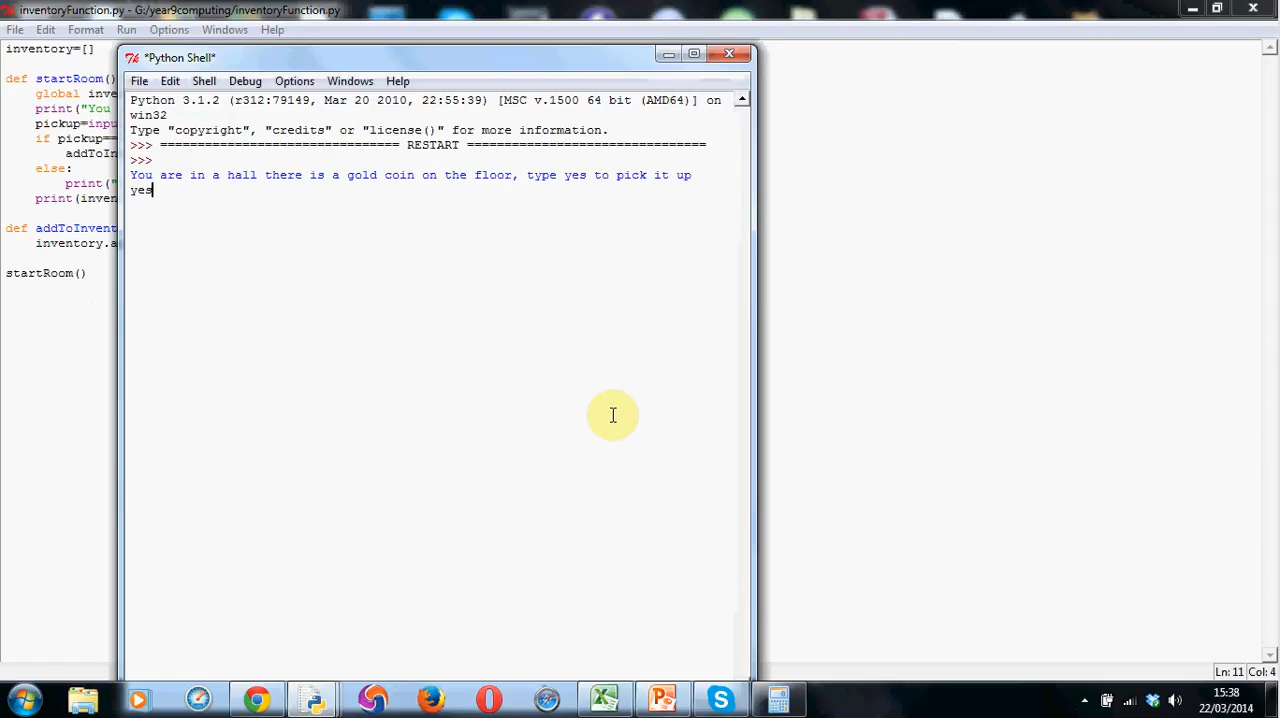 inventoryFunction.py - G:/year9computing/inventoryFunction.py
File Edit Format Run Options Windows Help
inventory=[]
def startRoom()
global inve
print("You
pickup=inpu
if pickup==
addToIn
else:
print("
print(inven
def addToInvent
inventory.a
startRoom()
*Python Shell*
File Edit Shell Debug Options Windows Help
Python 3.1.2 (r312:79149, Mar 20 2010, 22:55:39) [MSC v.1500 64 bit (AMD64)] on
win32
Type "copyright", "credits" or "license()" for more information.
>>> ================================ RESTART ================================
>>>
You are in a hall there is a gold coin on the floor, type yes to pick it up
yes
Ln: 11 Col: 4
15:38
22/03/2014